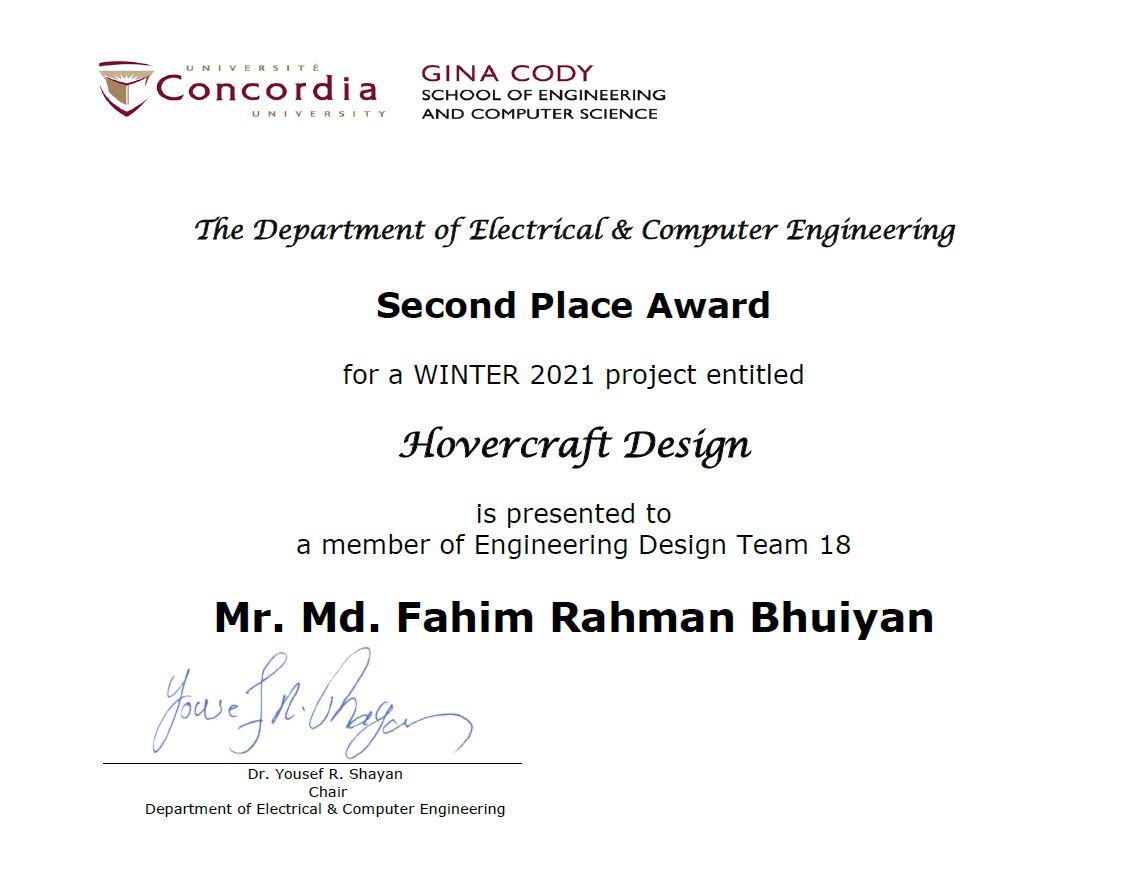 UNIVERSITÉ
Concordia
UNIVERSITY
GINA CODY
SCHOOL OF ENGINEERING
AND COMPUTER SCIENCE
The Department of Electrical & Computer Engineering
Second Place Award
for a WINTER 2021 project entitled
Hovercraft Design
is presented to
a member of Engineering Design Team 18
Mr. Md. Fahim Rahman Bhuiyan
Yousef R. Shayan
Dr. Yousef R. Shayan
Chair
Department of Electrical & Computer Engineering